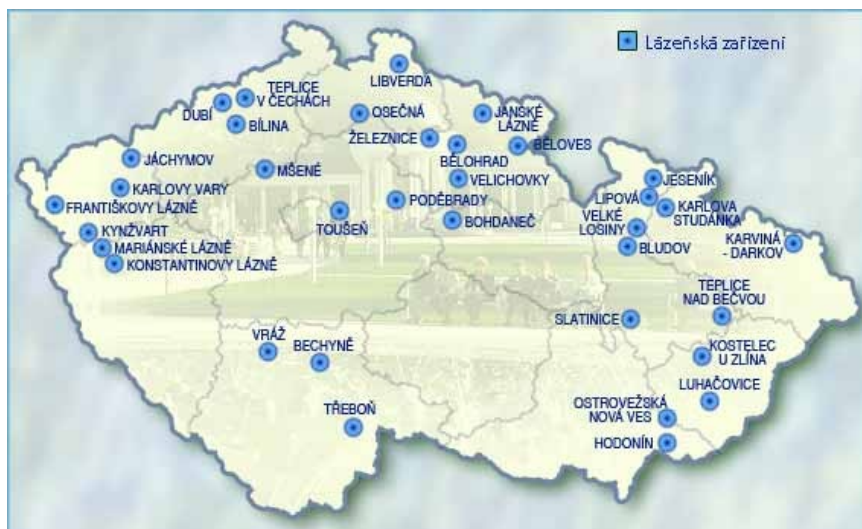 Lázeňská zařízení
LIBVERDA
TEPLICE
V ČECHÁCH
DUBÍ
BÍLINA
OSEČNÁ
JANSKÉ
LÁZNĚ
ŽELEZNICE
BĚLOVES
BĚLOHRAD
JÁCHYMOV
MŠENÉ
VELICHOVKY
KARLOVY VARY
FRANTIŠKOVY LÁZNĚ
PODĚBRADY
TOUŠEŇ
BOHDANEČ
KYNŽVART
MARIÁNSKÉ LÁZNĚ
KONSTANTINOVY LÁZNĚ
JESENÍK
LIPOVÁ
KARLOVA
STUDÁNKA
VELKÉ
LOSINY
BLUDOV
KARVINÁ
- DARKOV
TEPLICE
NAD BEČVOU
SLATINICE
VRÁŽ
BECHYNĚ
KOSTELEC
U ZLÍNA
LUHAČOVICE
OSTROVEŽSKÁ
NOVÁ VES
TŘEBOŇ
HODONÍN